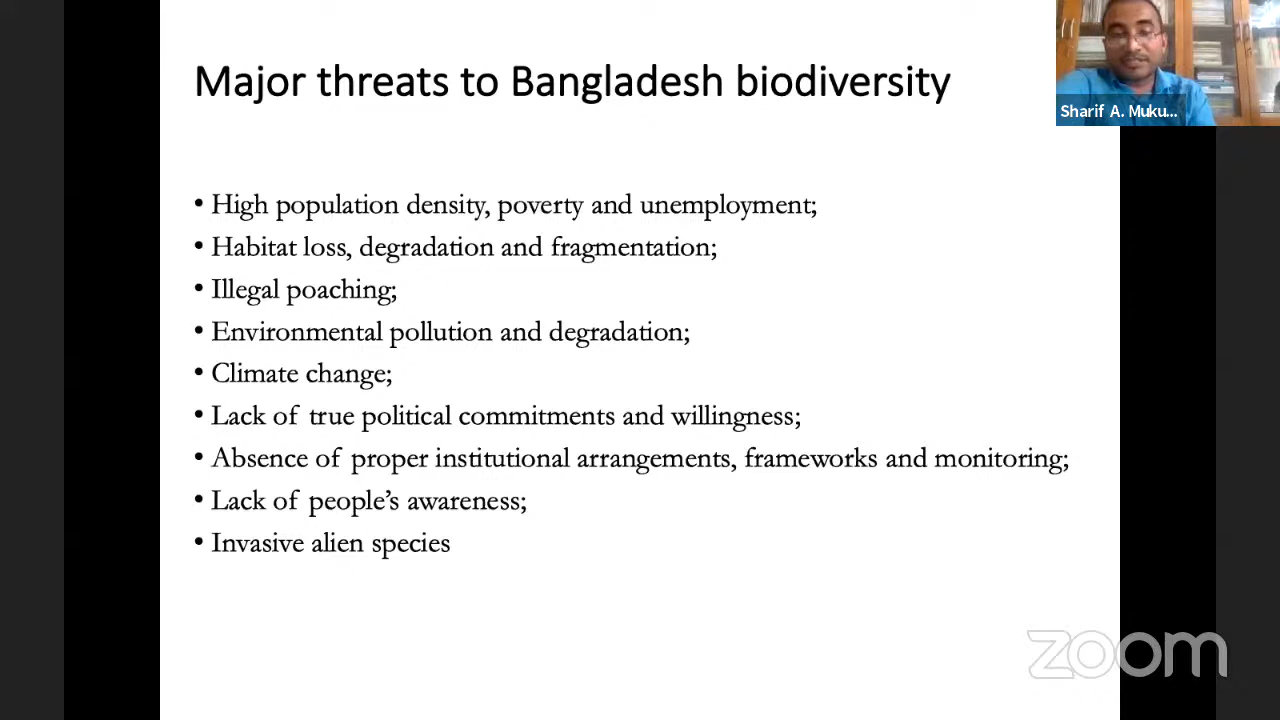 Major threats to Bangladesh biodiversity
Sharif A. Muku...
• High population density, poverty and unemployment;
• Habitat loss, degradation and fragmentation;
• Illegal poaching;
• Environmental pollution and degradation;
• Climate change;
• Lack of true political commitments and willingness;
• Absence of proper institutional arrangements, frameworks and monitoring;
• Lack of people’s awareness;
• Invasive alien species
zoom